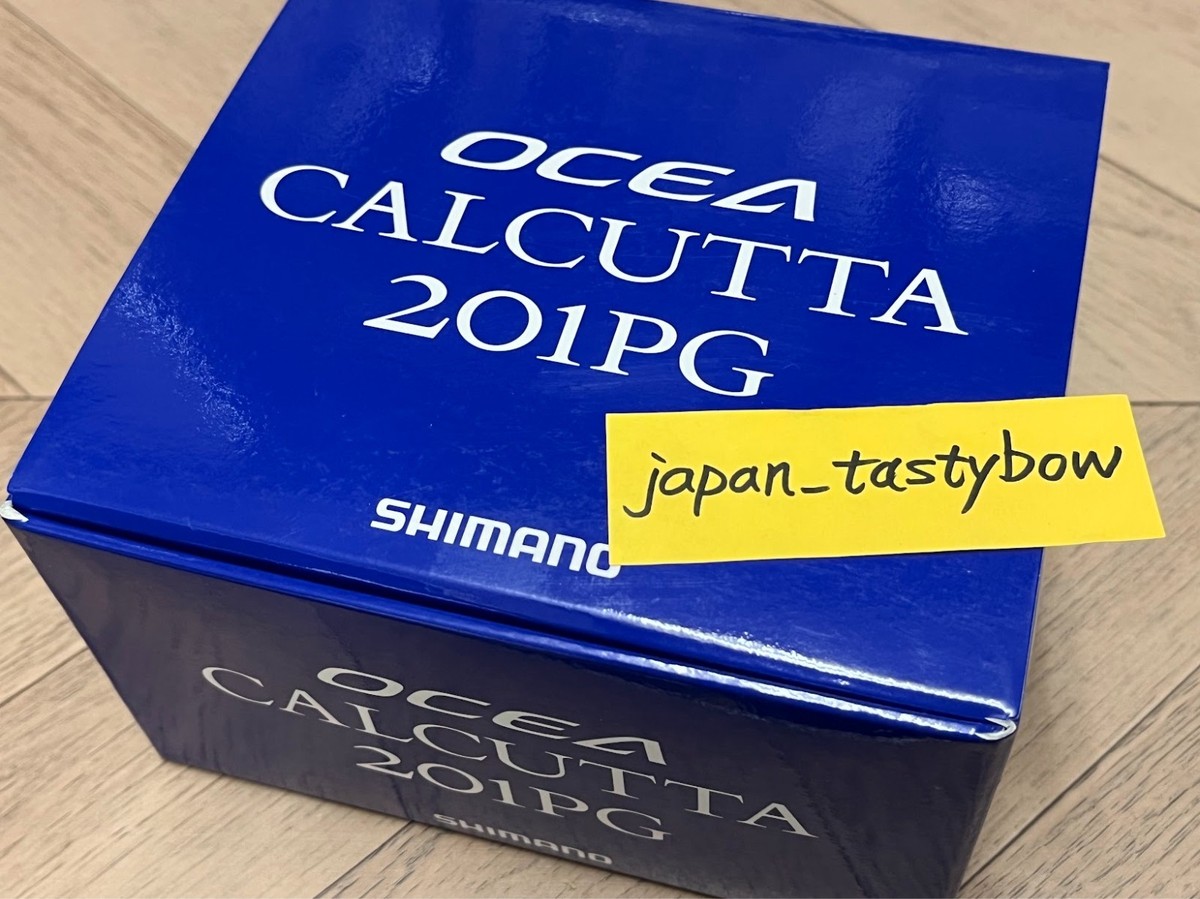 OCEA
CALCUTTA
201PG
japan_tastybow
SHIMANO
OCEA
CALCUTTA
201PG
SHIMANO